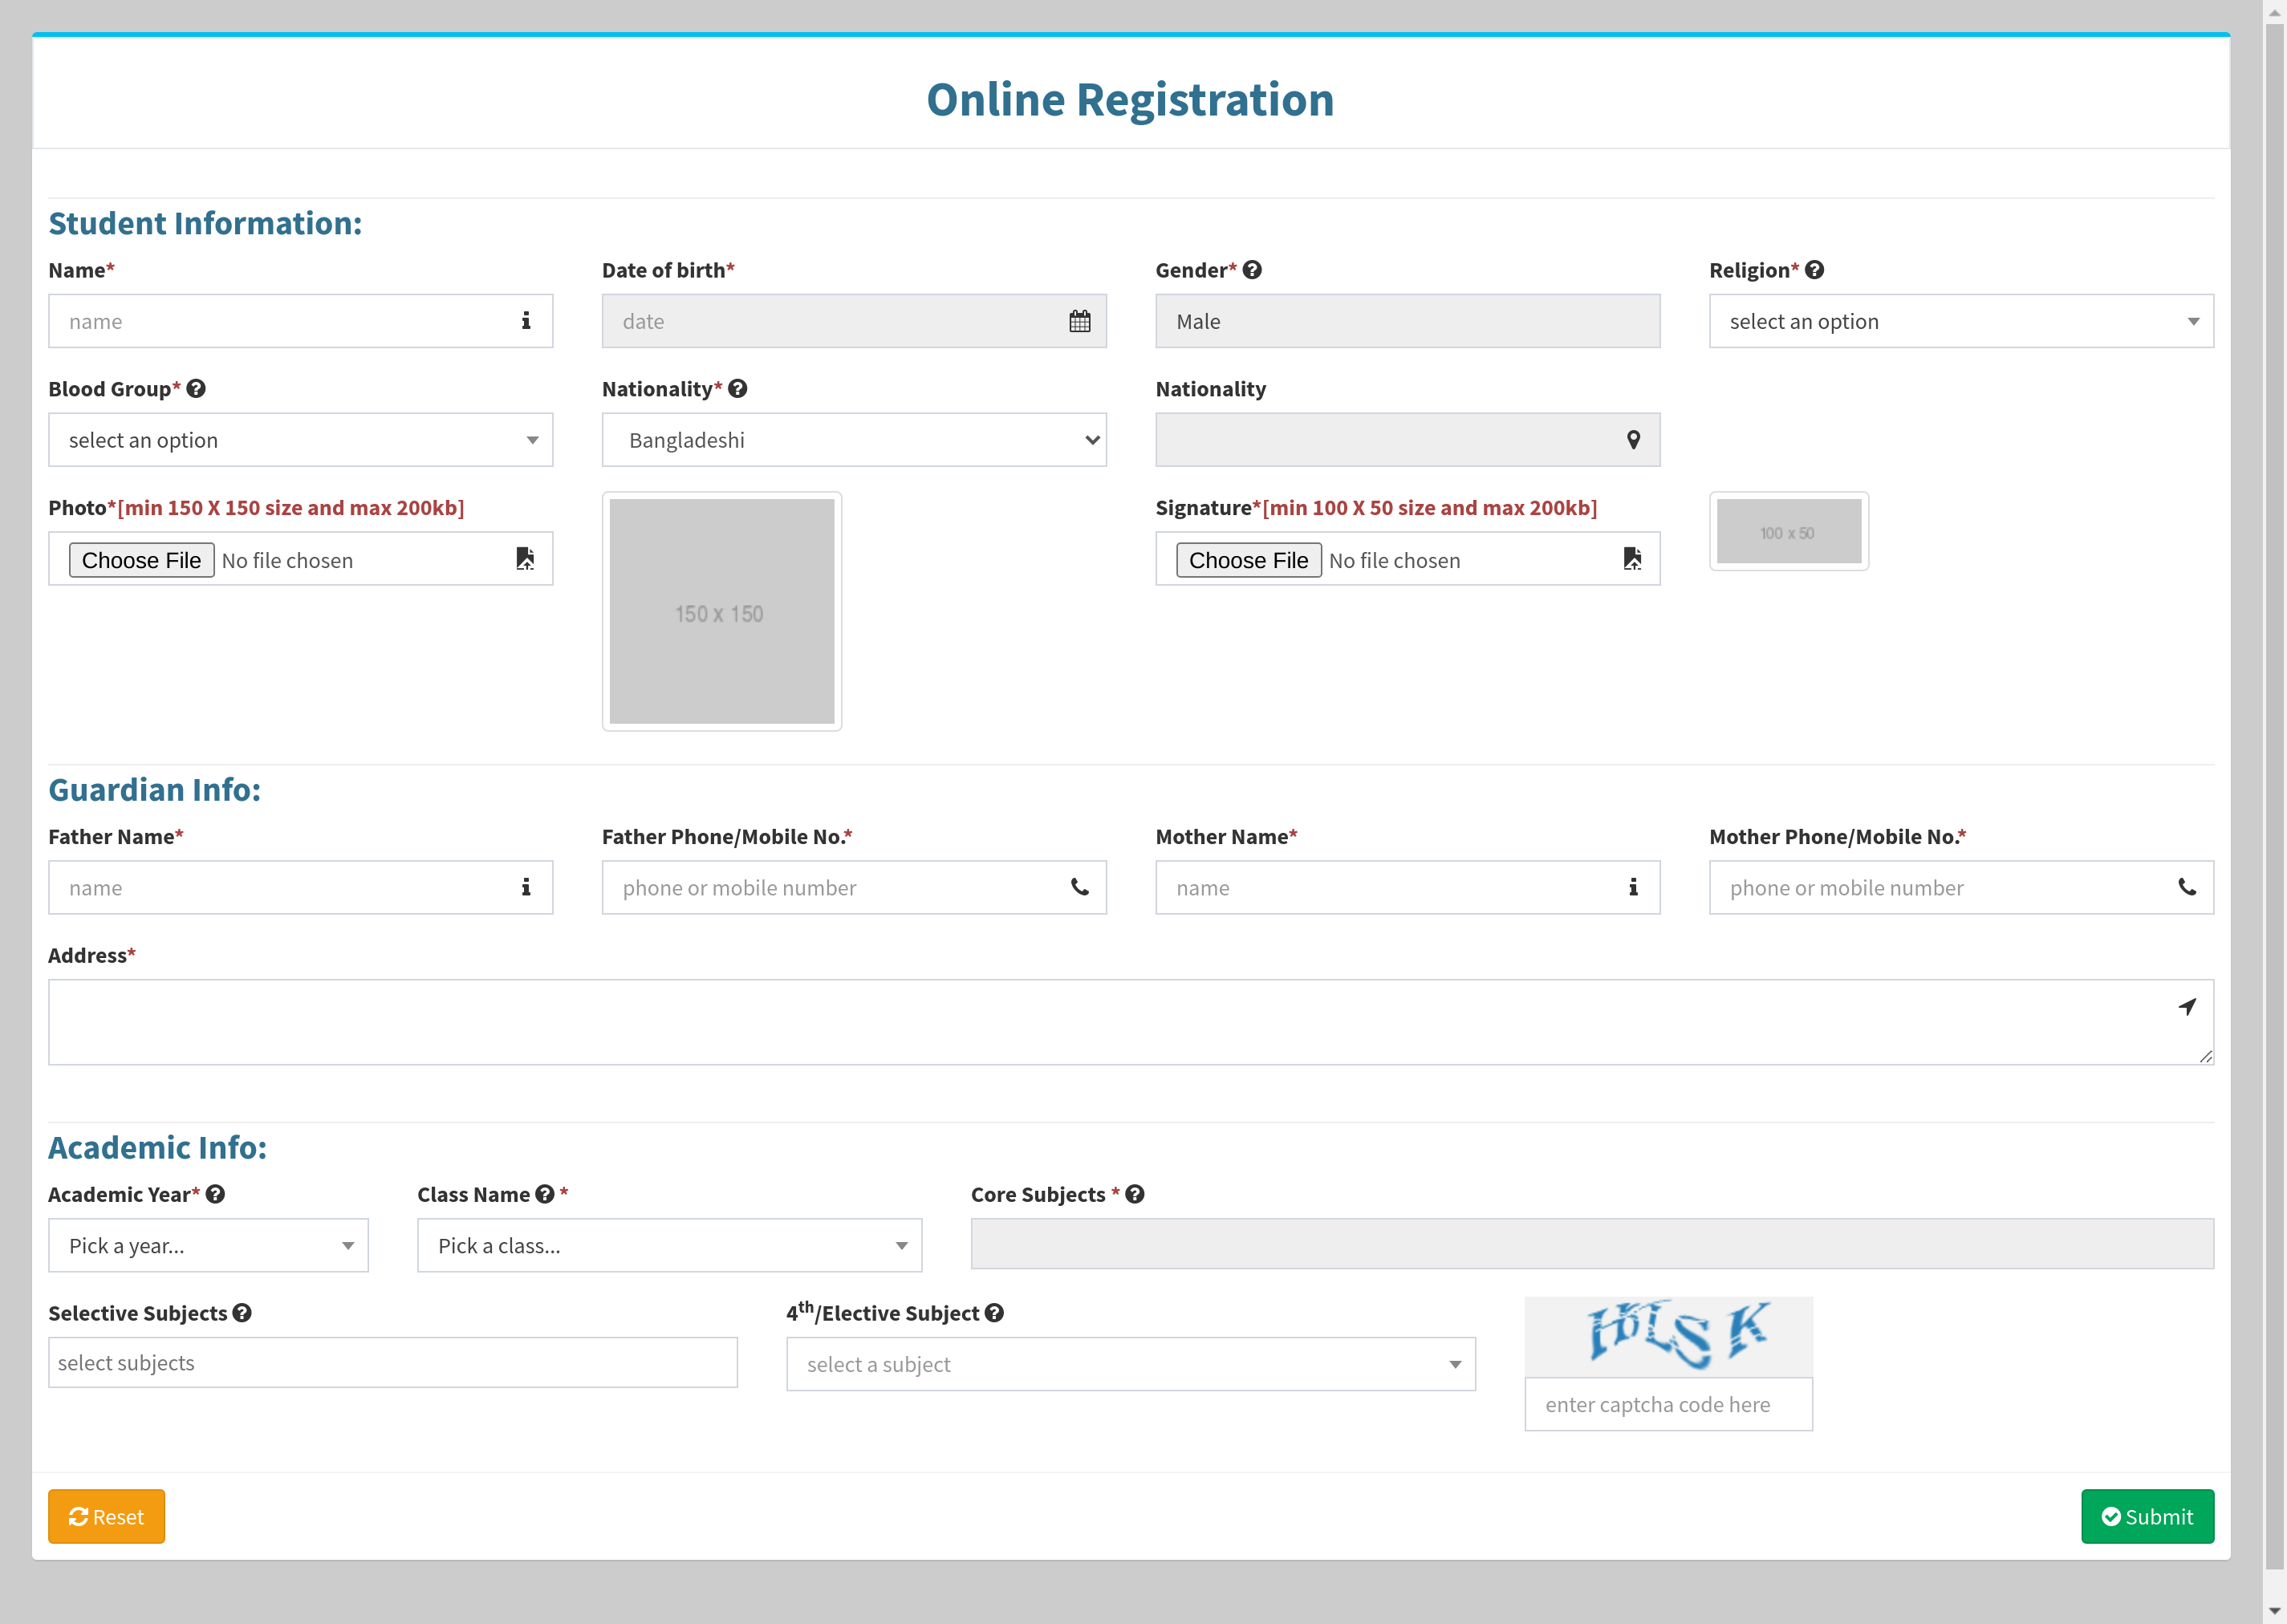 Online Registration
Student Information:
Name* Date of birth* Gender* Religion*
name date Male select an option
Blood Group* Nationality* Nationality
select an option Bangladeshi
Photo*[min 150 X 150 size and max 200kb] Signature*[min 100 X 50 size and max 200kb]
Choose File No file chosen Choose File No file chosen
100 x 50
150 x 150
Guardian Info:
Father Name* Father Phone/Mobile No.* Mother Name* Mother Phone/Mobile No.*
name phone or mobile number name phone or mobile number
Address*
Academic Info:
Academic Year* Class Name * Core Subjects *
Pick a year... Pick a class...
Selective Subjects 4th/Elective Subject
select subjects select a subject
enter captcha code here
Reset Submit